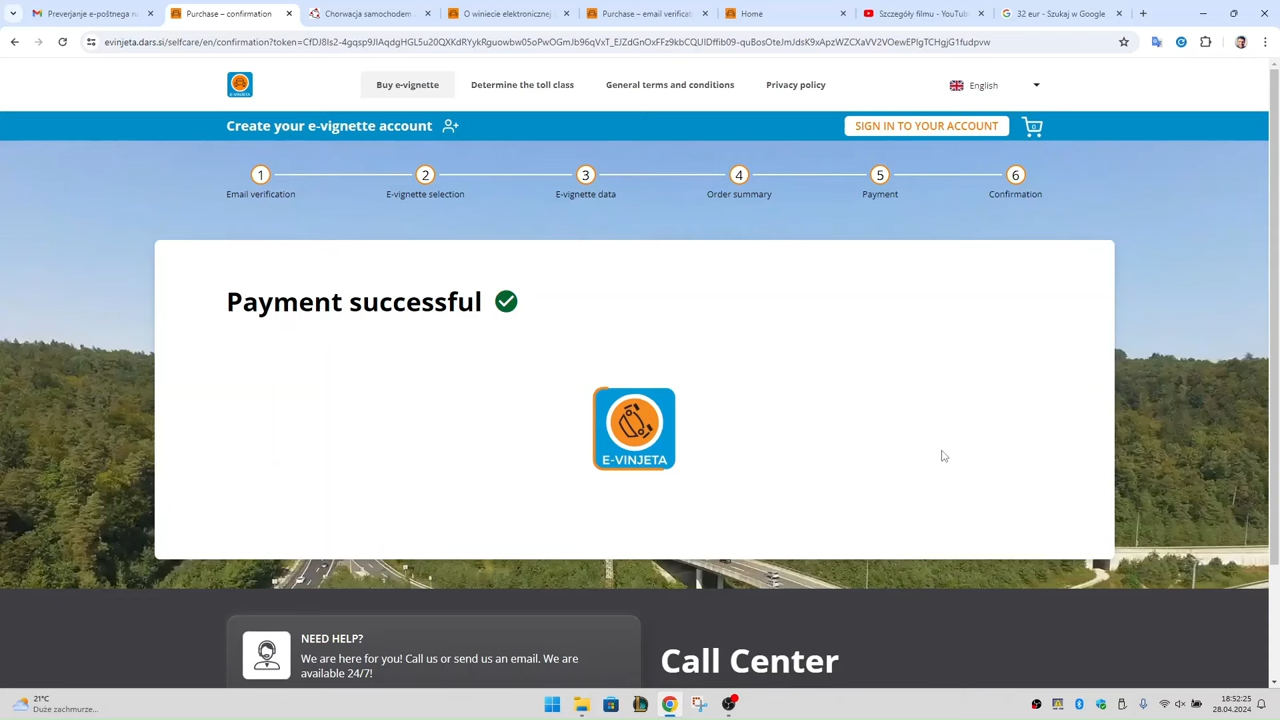 Preverjanje e-poštnega n
Purchase – confirmation
Chorwacja samochodem
O winiecie elektronicznej
Purchase – email verificat
Home
Szczegóły filmu - YouTu
32 eur - Szukaj w Google
Buy e-vignette
Determine the toll class
General terms and conditions
Privacy policy
English
Create your e-vignette account
SIGN IN TO YOUR ACCOUNT
0
1
2
3
4
5
6
Email verification
E-vignette selection
E-vignette data
Order summary
Payment
Confirmation
Payment successful
E-VINJETA
NEED HELP?
We are here for you! Call us or send us an email. We are
available 24/7!
Call Center
21°C
Duże zachmurze...
18:52:25
28.04.2024